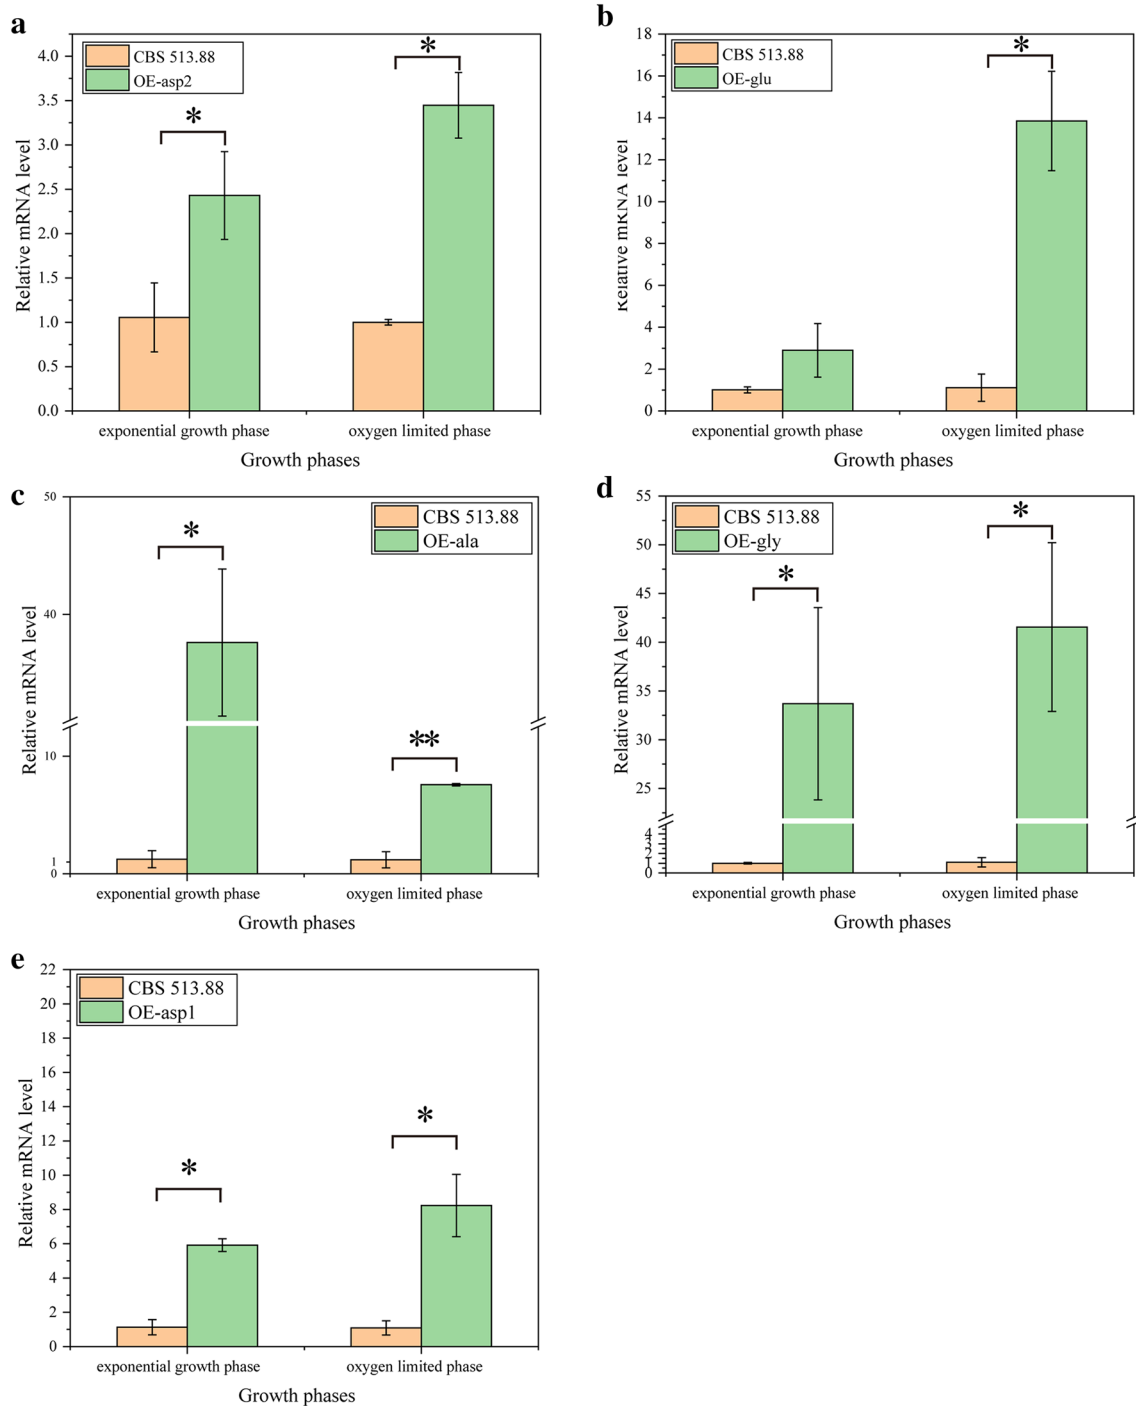 a
CBS 513.88
OE-asp2
*
*
4.0
3.5
3.0
2.5
2.0
1.5
1.0
0.5
0.0
Relative mRNA level
exponential growth phase
oxygen limited phase
Growth phases
b
CBS 513.88
OE-glu
*
18
16
14
12
10
8
6
4
2
0
Relative mRNA level
exponential growth phase
oxygen limited phase
Growth phases
c
CBS 513.88
OE-ala
*
**
50
40
10
1
0
Relative mRNA level
exponential growth phase
oxygen limited phase
Growth phases
d
CBS 513.88
OE-gly
*
*
55
50
45
40
35
30
25
4
3
2
1
0
Relative mRNA level
exponential growth phase
oxygen limited phase
Growth phases
e
CBS 513.88
OE-asp1
*
*
22
20
18
16
14
12
10
8
6
4
2
0
Relative mRNA level
exponential growth phase
oxygen limited phase
Growth phases